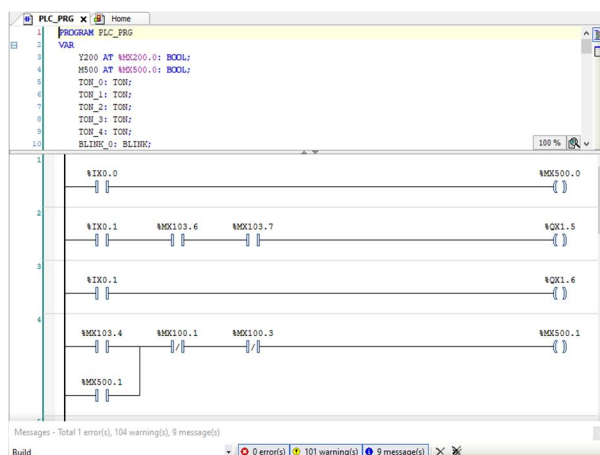 PLC_PRG X Home
1 PROGRAM PLC_PRG
2 VAR
3 Y200 AT %MX200.0: BOOL;
4 M500 AT %MX500.0: BOOL;
5 TON_0: TON;
6 TON_1: TON;
7 TON_2: TON;
8 TON_3: TON;
9 TON_4: TON;
10 BLINK_0: BLINK;
100 %
1
%IX0.0 %MX500.0
2
%IX0.1 %MX103.6 %MX103.7 %QX1.5
3
%IX0.1 %QX1.6
4
%MX103.4 %MX100.1 %MX100.3 %MX500.1
%MX500.1
Messages - Total 1 error(s), 104 warning(s), 9 message(s)
Build 0 error(s) 101 warning(s) 9 message(s)